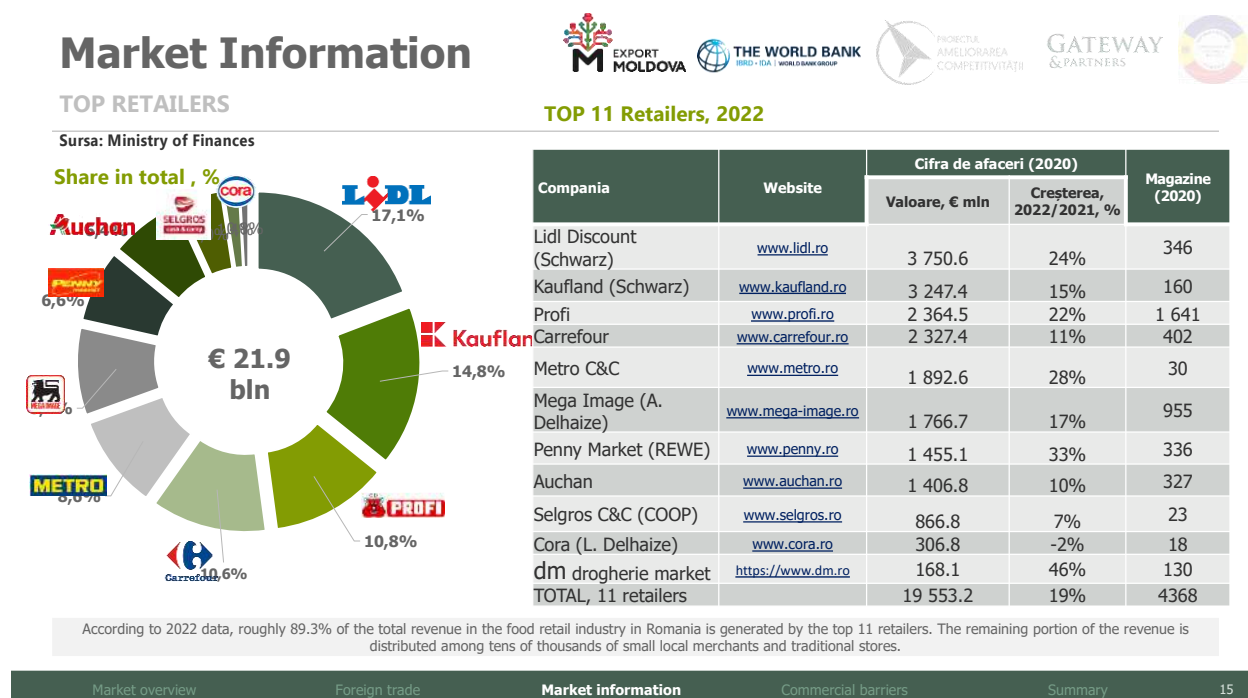 Market Information
EXPORT
MOLDOVA
THE WORLD BANK
IBRD • IDA | WORLD BANK GROUP
PROIECTUL
AMELIORAREA
COMPETITIVITĂȚII
GATEWAY
& PARTNERS
TOP RETAILERS
TOP 11 Retailers, 2022
Sursa: Ministry of Finances
Share in total , %
cora
LIDL
17,1%
Auchan
SELGROS
cash & carry
PENNY
6,6%
Kauflan
14,8%
€ 21.9
bln
MEGA IMAGE
METRO
8,6%
PROFI
10,8%
Carrefour
10,6%
Compania
Website
Cifra de afaceri (2020)
Magazine
(2020)
Valoare, € mln
Creșterea,
2022/2021, %
Lidl Discount
(Schwarz)
www.lidl.ro
3 750.6
24%
346
Kaufland (Schwarz)
www.kaufland.ro
3 247.4
15%
160
Profi
www.profi.ro
2 364.5
22%
1 641
Carrefour
www.carrefour.ro
2 327.4
11%
402
Metro C&C
www.metro.ro
1 892.6
28%
30
Mega Image (A.
Delhaize)
www.mega-image.ro
1 766.7
17%
955
Penny Market (REWE)
www.penny.ro
1 455.1
33%
336
Auchan
www.auchan.ro
1 406.8
10%
327
Selgros C&C (COOP)
www.selgros.ro
866.8
7%
23
Cora (L. Delhaize)
www.cora.ro
306.8
-2%
18
dm drogherie market
https://www.dm.ro
168.1
46%
130
TOTAL, 11 retailers
19 553.2
19%
4368
According to 2022 data, roughly 89.3% of the total revenue in the food retail industry in Romania is generated by the top 11 retailers. The remaining portion of the revenue is
distributed among tens of thousands of small local merchants and traditional stores.
Market overview
Foreign trade
Market information
Commercial barriers
Summary
15